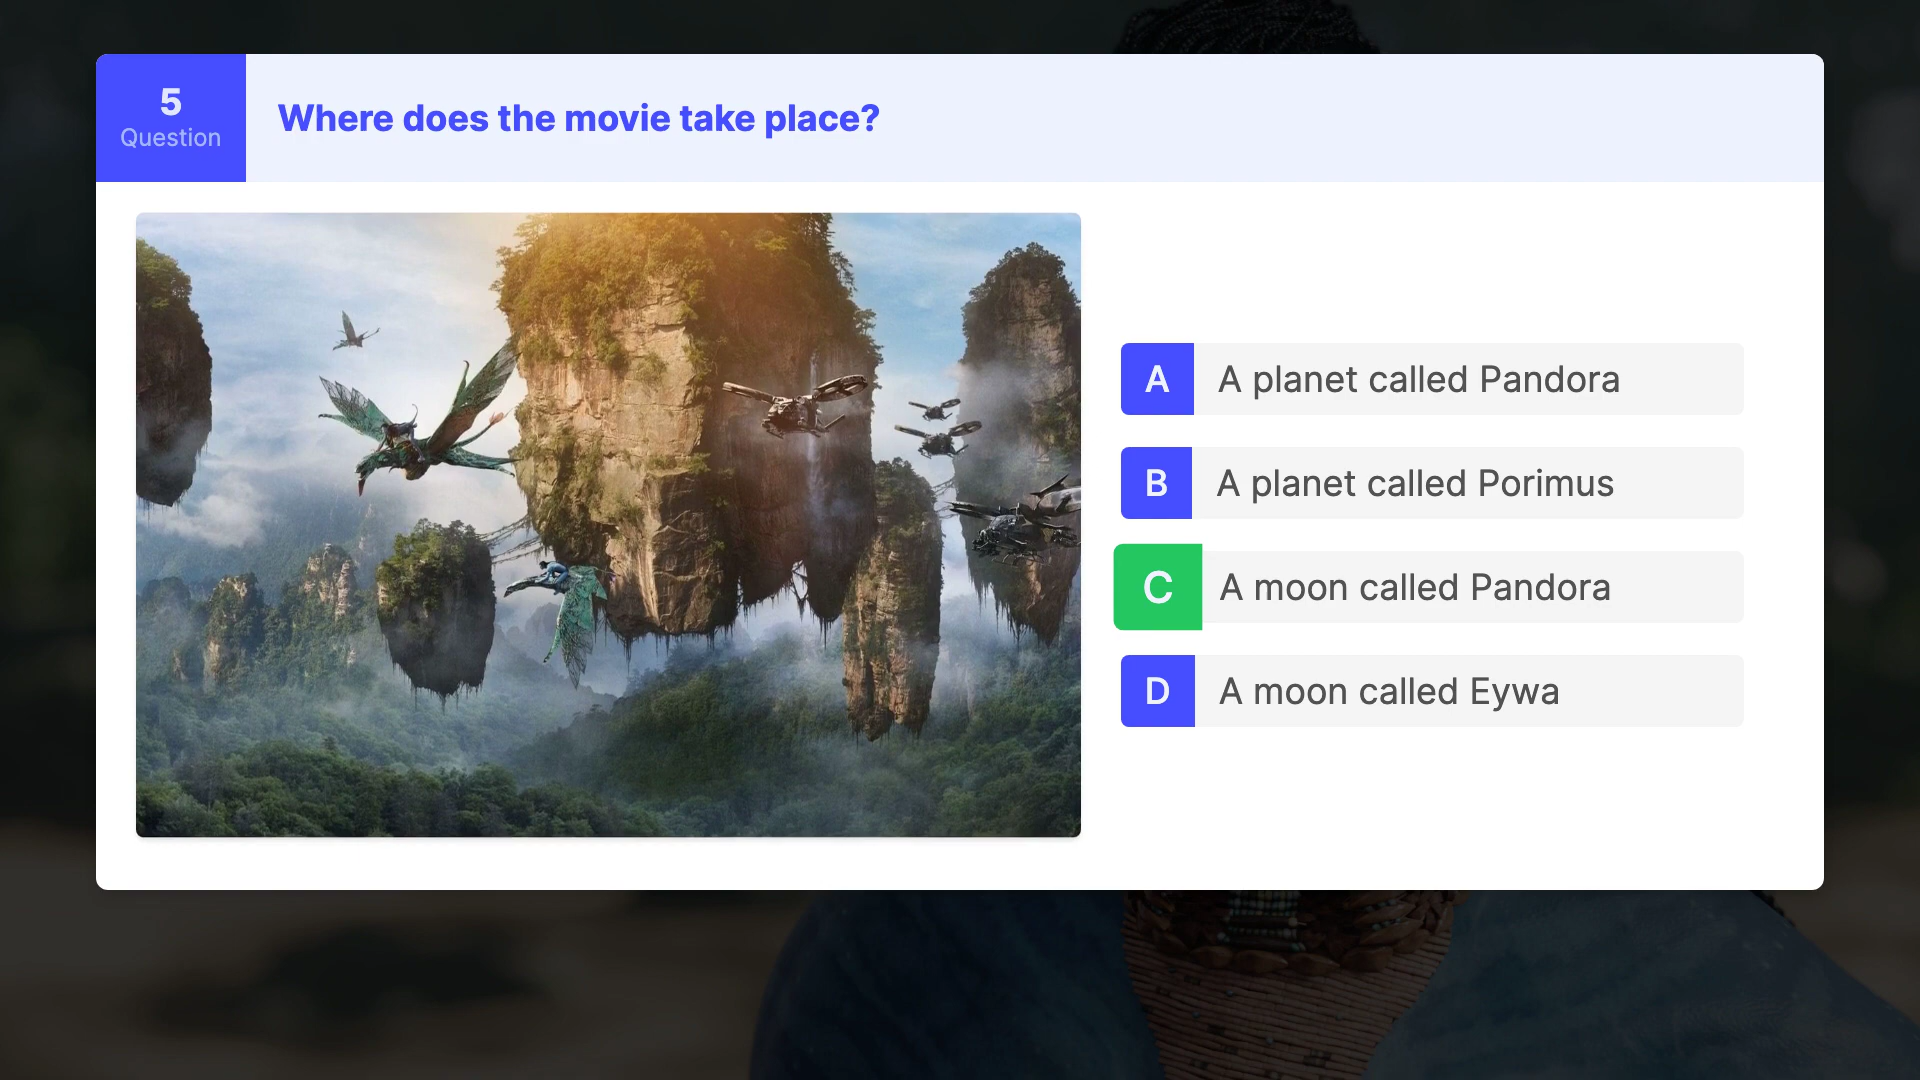 5
Question
Where does the movie take place?
A
A planet called Pandora
B
A planet called Porimus
C
A moon called Pandora
D
A moon called Eywa